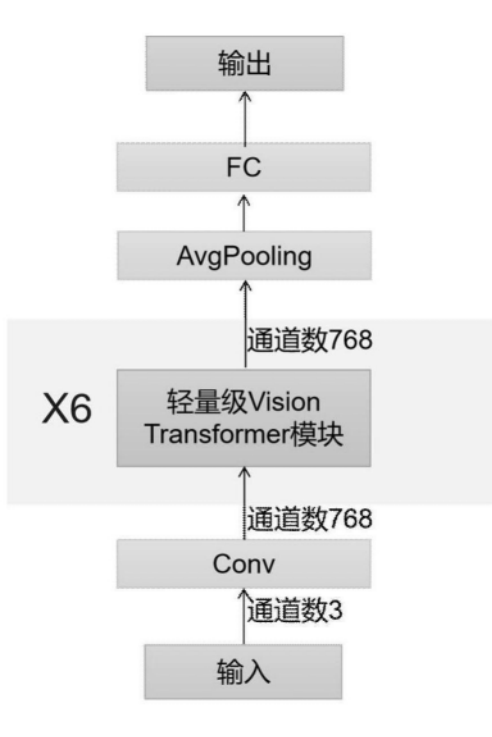 输出
FC
AvgPooling
通道数768
X6
轻量级Vision
Transformer模块
通道数768
Conv
通道数3
输入